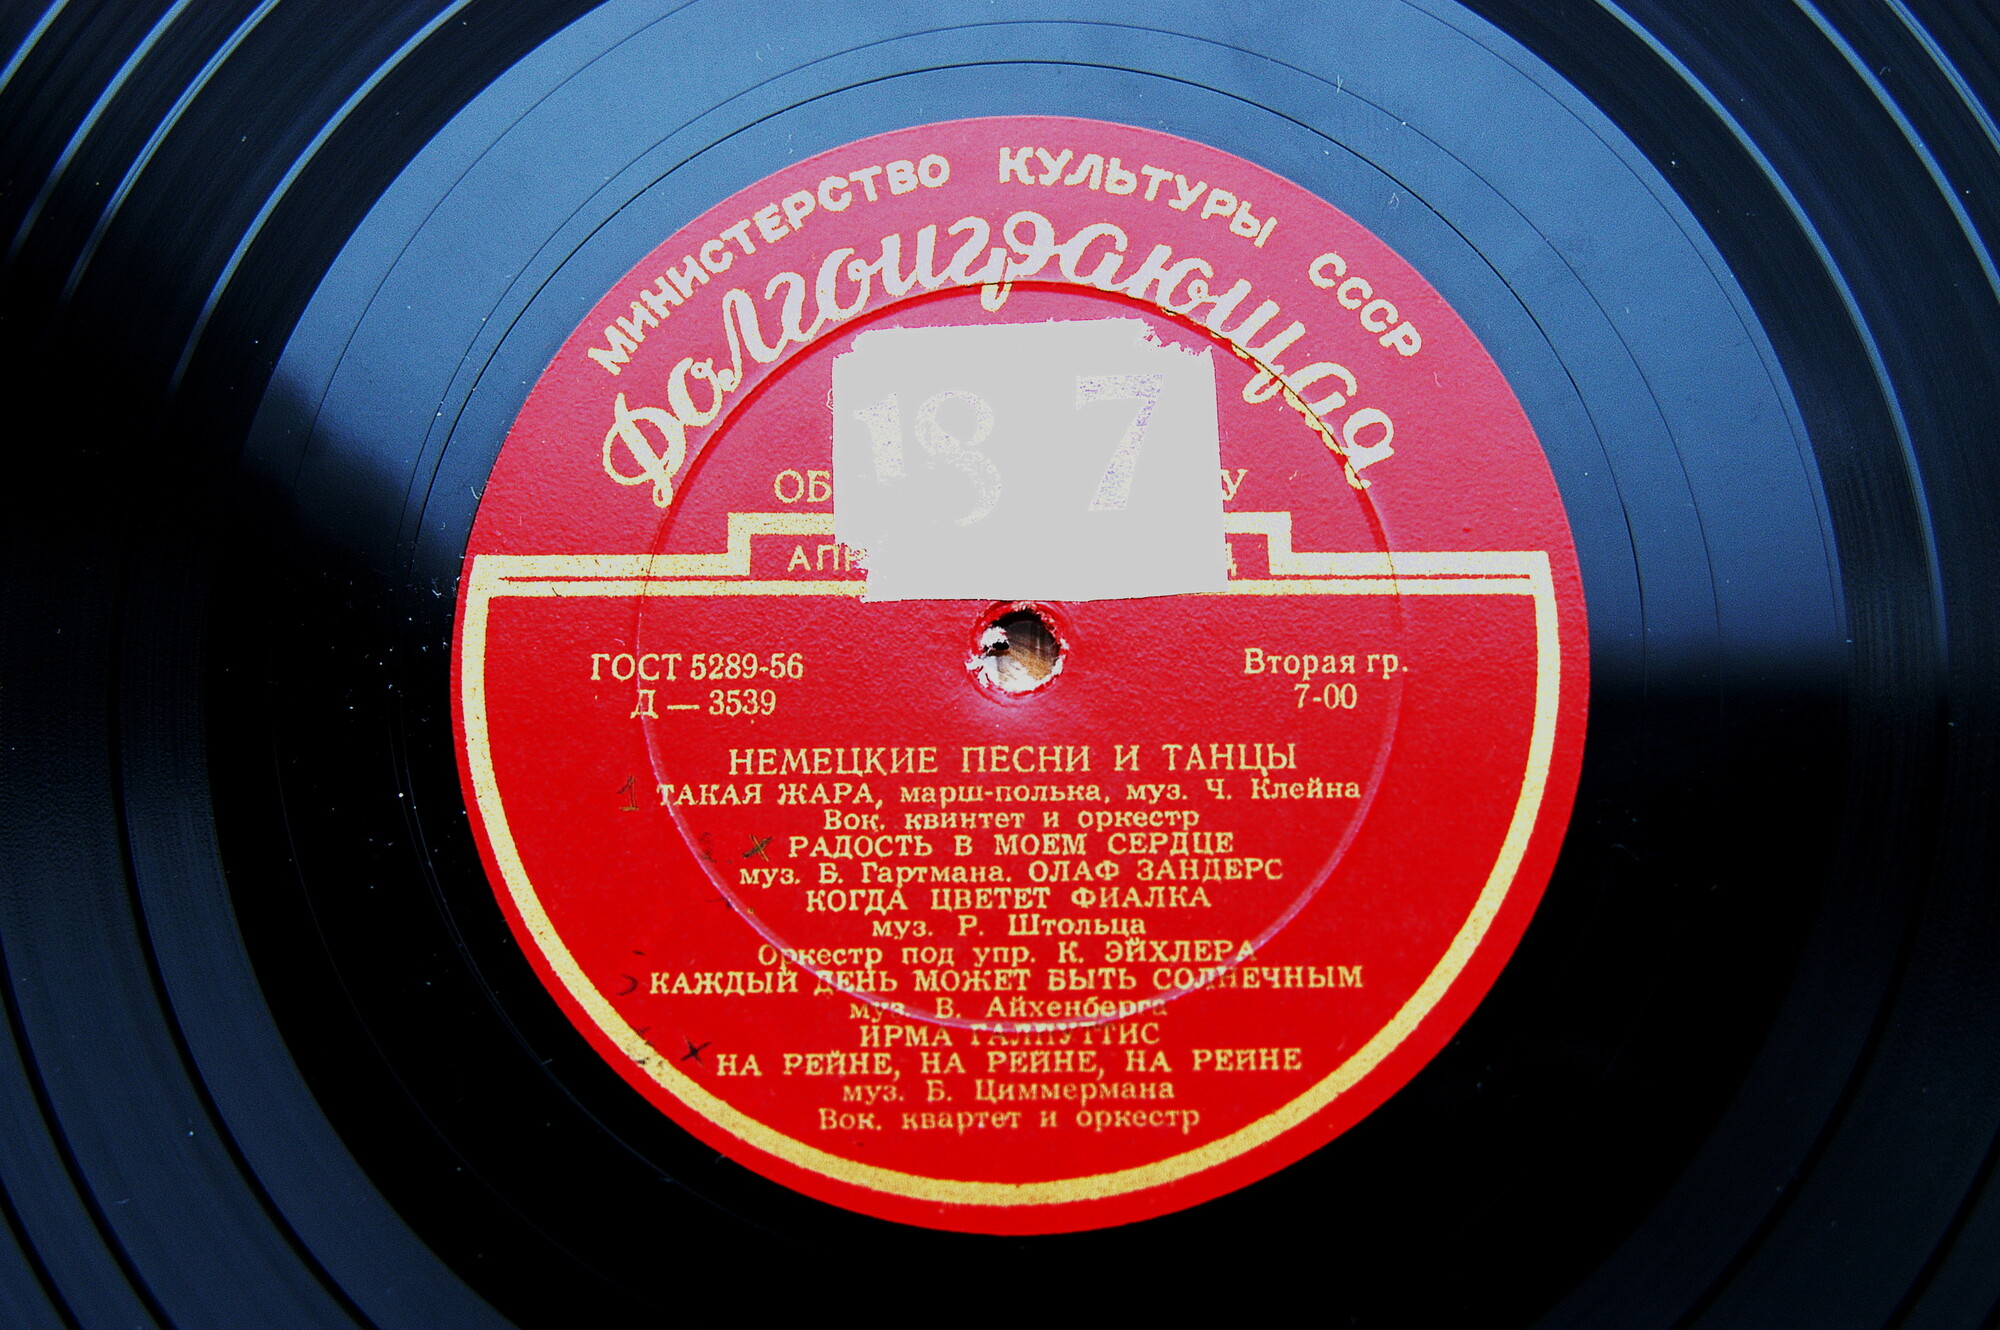 МИНИСТЕРСТВО КУЛЬТУРЫ СССР
Долгоиграющая
18 7
ГОСТ 5289-56
Д — 3539
Вторая гр.
7-00
НЕМЕЦКИЕ ПЕСНИ И ТАНЦЫ
1 ТАКАЯ ЖАРА, марш-полька, муз. Ч. Клейна
Вок. квинтет и оркестр
РАДОСТЬ В МОЕМ СЕРДЦЕ
муз. Б. Гартмана. ОЛАФ ЗАНДЕРС
КОГДА ЦВЕТЕТ ФИАЛКА
муз. Р. Штольца
Оркестр под упр. К. ЭЙХЛЕРА
КАЖДЫЙ ДЕНЬ МОЖЕТ БЫТЬ СОЛНЕЧНЫМ
муз. В. Айхенберга
ИРМА ГАЛПУТТИС
НА РЕЙНЕ, НА РЕЙНЕ, НА РЕЙНЕ
муз. Б. Циммермана
Вок. квартет и оркестр